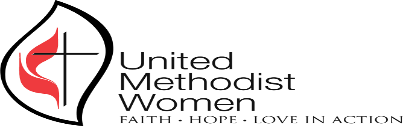 United
Methodist
Women
FAITH · HOPE · LOVE IN ACTION